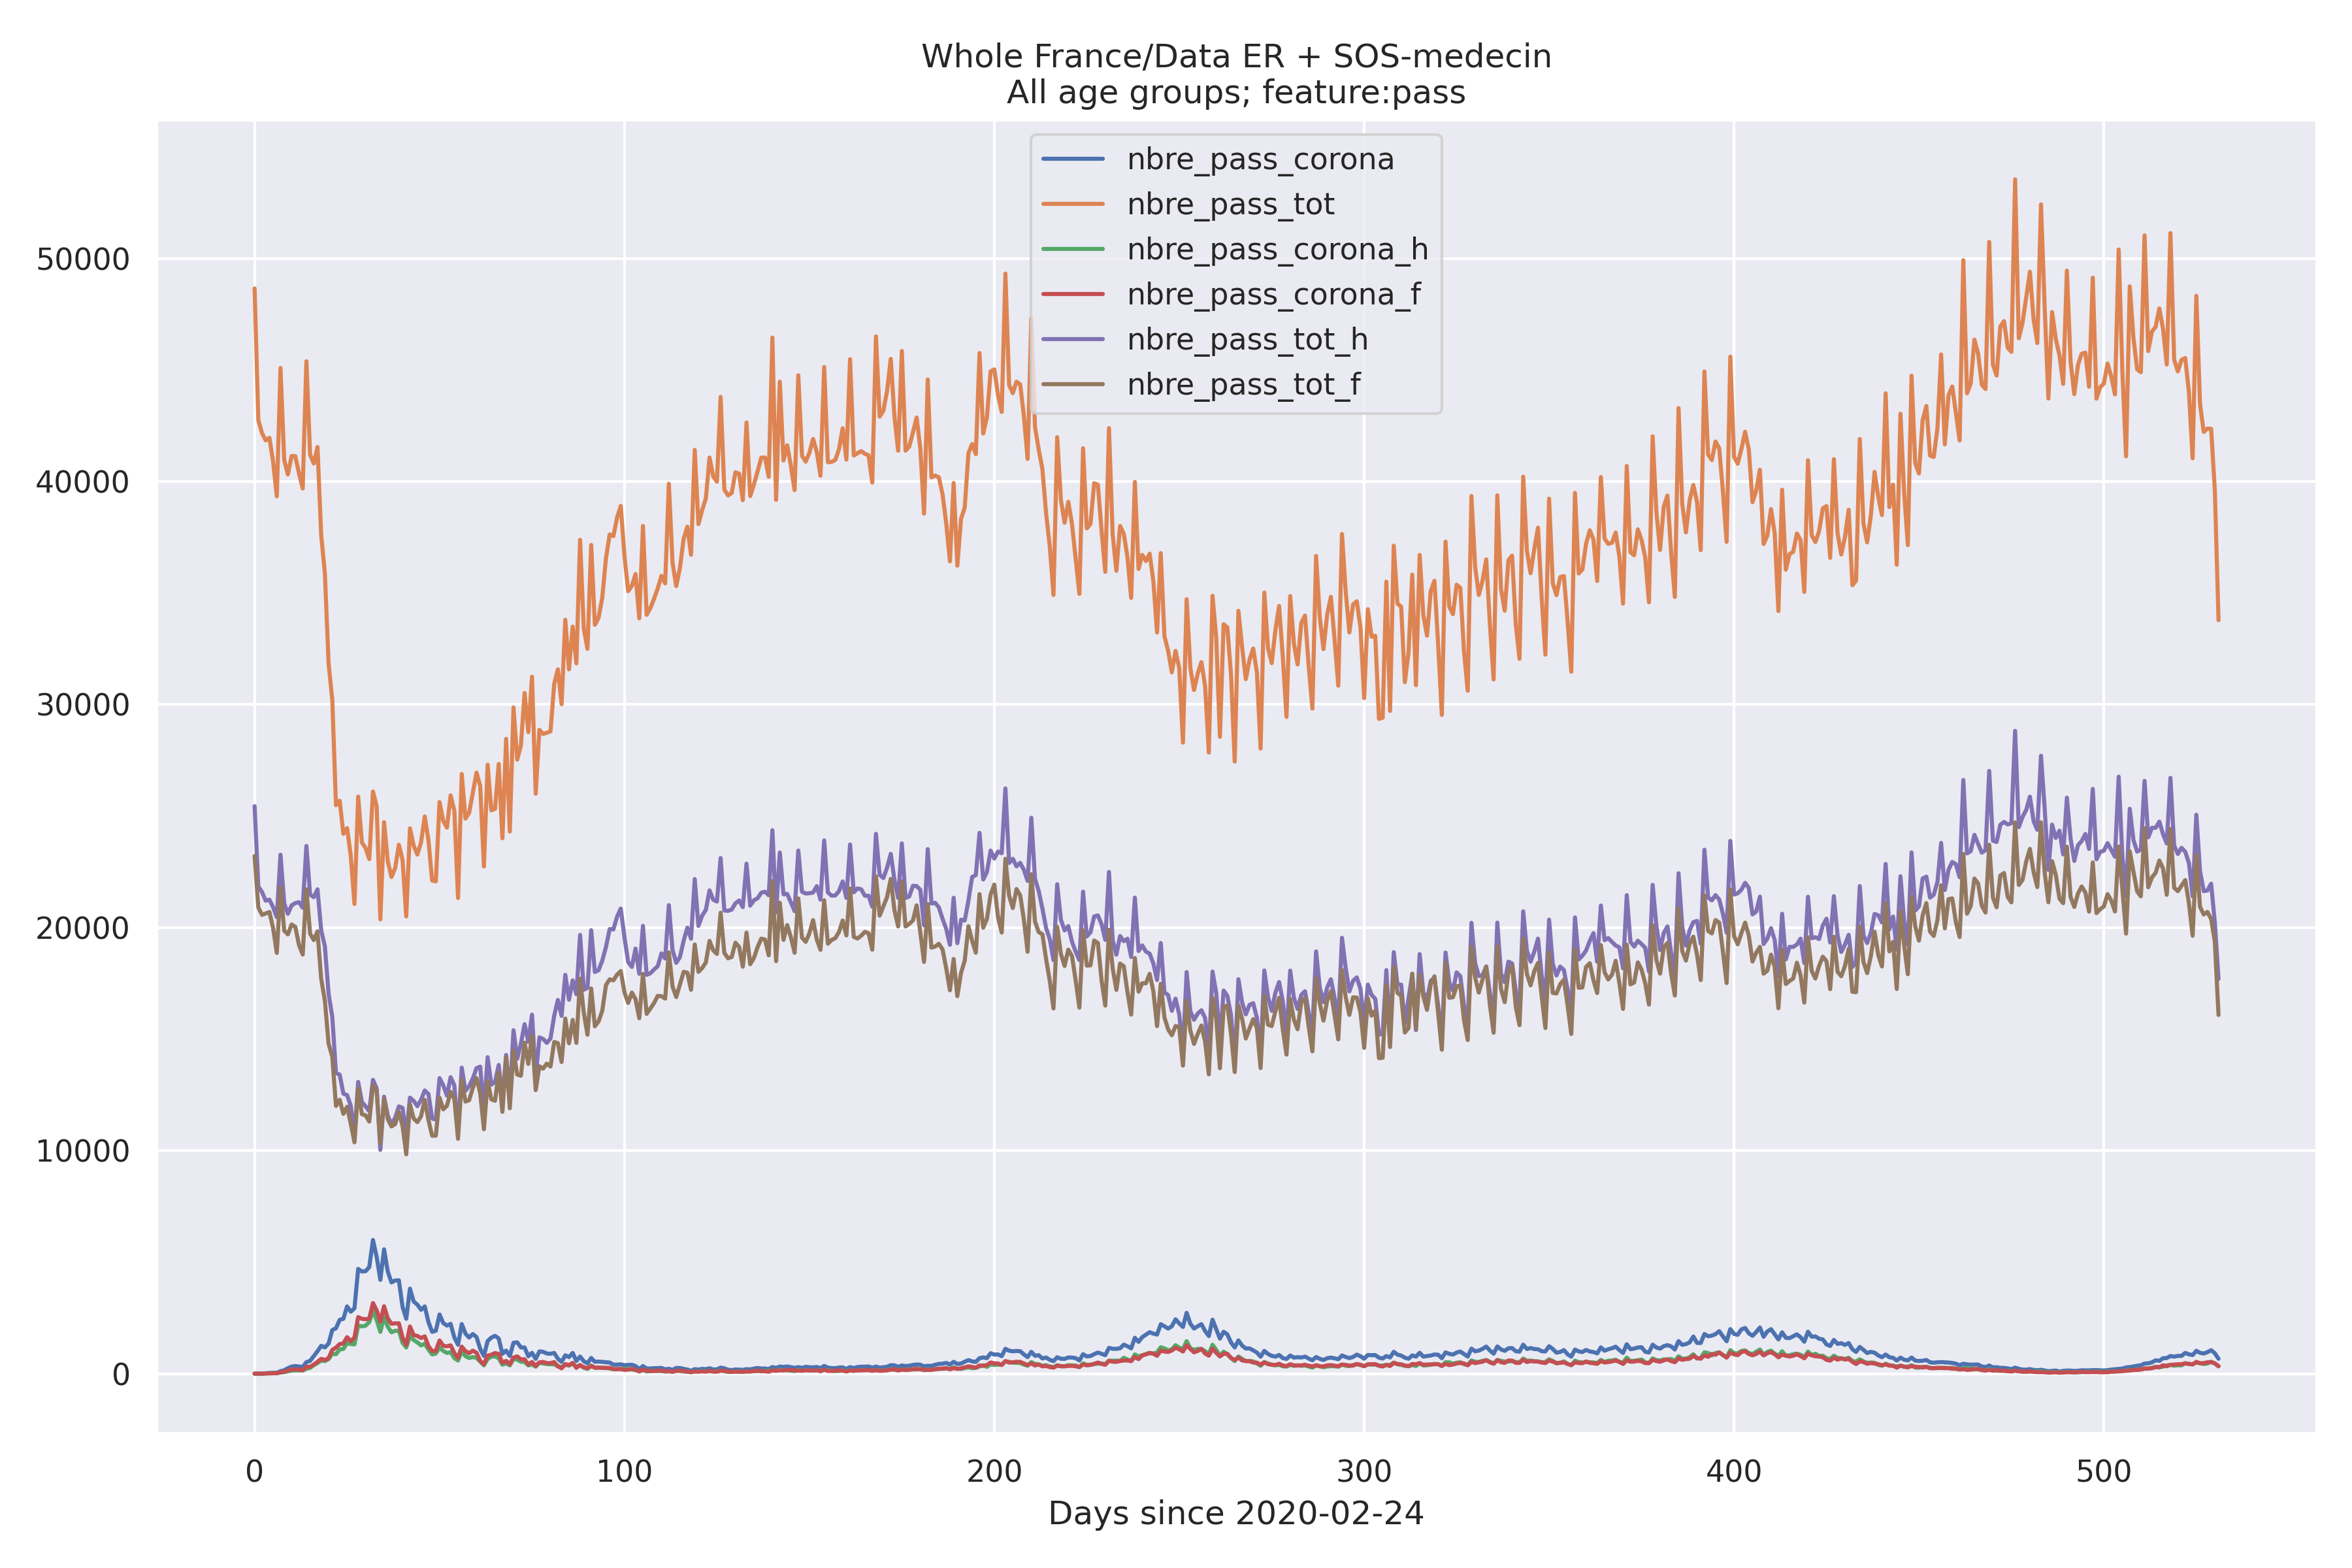 Whole France/Data ER + SOS-medecin
All age groups; feature:pass
nbre_pass_corona
nbre_pass_tot
nbre_pass_corona_h
nbre_pass_corona_f
nbre_pass_tot_h
nbre_pass_tot_f
50000
40000
30000
20000
10000
0
0 100 200 300 400 500
Days since 2020-02-24